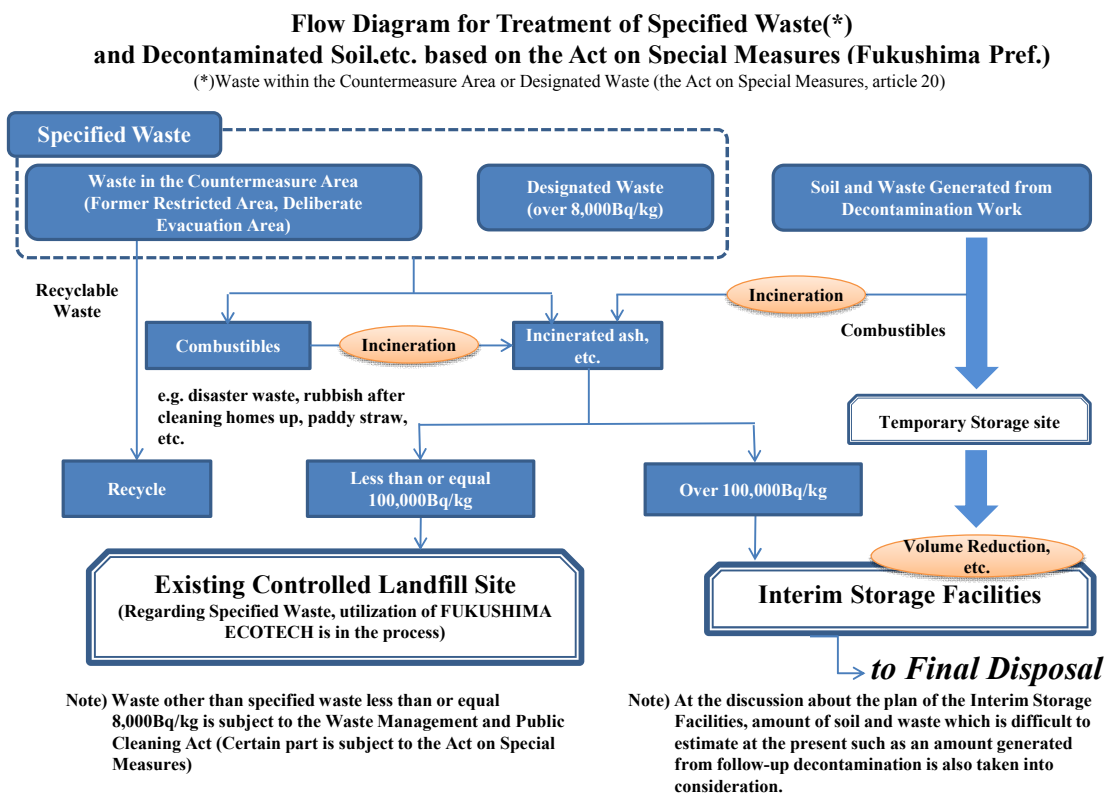 Flow Diagram for Treatment of Specified Waste(*)
and Decontaminated Soil,etc. based on the Act on Special Measures (Fukushima Pref.)
(*)Waste within the Countermeasure Area or Designated Waste (the Act on Special Measures, article 20)
Specified Waste
Waste in the Countermeasure Area
(Former Restricted Area, Deliberate
Evacuation Area)
Designated Waste
(over 8,000Bq/kg)
Soil and Waste Generated from
Decontamination Work
Recyclable
Waste
Incineration
Combustibles
Combustibles
Incineration
Incinerated ash,
etc.
e.g. disaster waste, rubbish after
cleaning homes up, paddy straw,
etc.
Temporary Storage site
Recycle
Less than or equal
100,000Bq/kg
Over 100,000Bq/kg
Volume Reduction,
etc.
Existing Controlled Landfill Site
(Regarding Specified Waste, utilization of FUKUSHIMA
ECOTECH is in the process)
Interim Storage Facilities
to Final Disposal
Note) Waste other than specified waste less than or equal
8,000Bq/kg is subject to the Waste Management and Public
Cleaning Act (Certain part is subject to the Act on Special
Measures)
Note) At the discussion about the plan of the Interim Storage
Facilities, amount of soil and waste which is difficult to
estimate at the present such as an amount generated
from follow-up decontamination is also taken into
consideration.